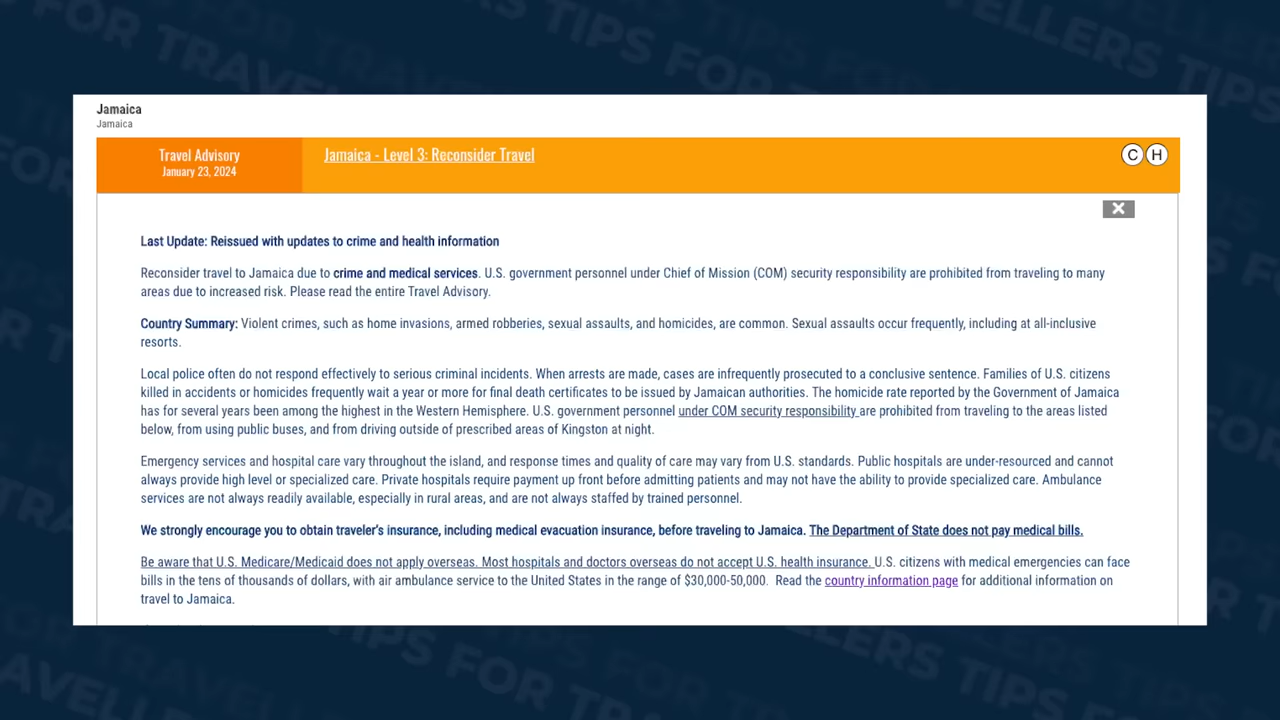 Jamaica
Jamaica
Travel Advisory
January 23, 2024
Jamaica - Level 3: Reconsider Travel
C H
Last Update: Reissued with updates to crime and health information
Reconsider travel to Jamaica due to crime and medical services. U.S. government personnel under Chief of Mission (COM) security responsibility are prohibited from traveling to many
areas due to increased risk. Please read the entire Travel Advisory.
Country Summary: Violent crimes, such as home invasions, armed robberies, sexual assaults, and homicides, are common. Sexual assaults occur frequently, including at all-inclusive
resorts.
Local police often do not respond effectively to serious criminal incidents. When arrests are made, cases are infrequently prosecuted to a conclusive sentence. Families of U.S. citizens
killed in accidents or homicides frequently wait a year or more for final death certificates to be issued by Jamaican authorities. The homicide rate reported by the Government of Jamaica
has for several years been among the highest in the Western Hemisphere. U.S. government personnel under COM security responsibility are prohibited from traveling to the areas listed
below, from using public buses, and from driving outside of prescribed areas of Kingston at night.
Emergency services and hospital care vary throughout the island, and response times and quality of care may vary from U.S. standards. Public hospitals are under-resourced and cannot
always provide high level or specialized care. Private hospitals require payment up front before admitting patients and may not have the ability to provide specialized care. Ambulance
services are not always readily available, especially in rural areas, and are not always staffed by trained personnel.
We strongly encourage you to obtain traveler's insurance, including medical evacuation insurance, before traveling to Jamaica. The Department of State does not pay medical bills.
Be aware that U.S. Medicare/Medicaid does not apply overseas. Most hospitals and doctors overseas do not accept U.S. health insurance. U.S. citizens with medical emergencies can face
bills in the tens of thousands of dollars, with air ambulance service to the United States in the range of $30,000-50,000. Read the country information page for additional information on
travel to Jamaica.